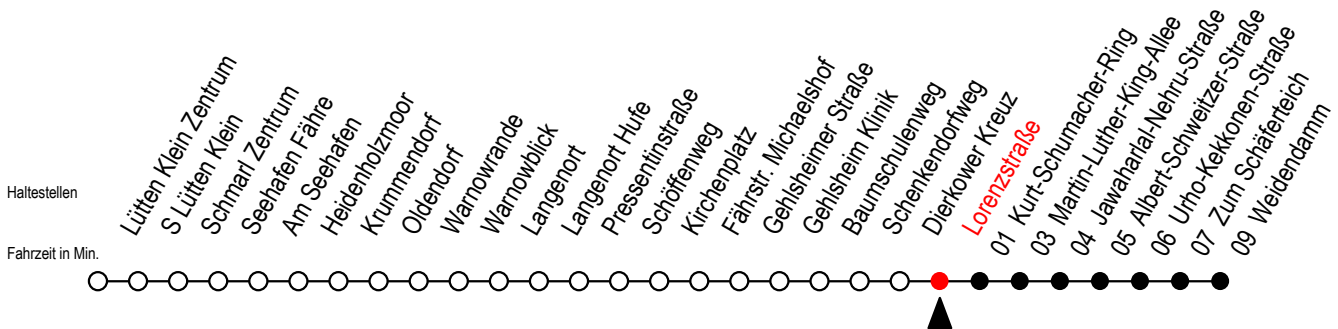 Haltestellen
Fahrzeit in Min.
Lütten Klein Zentrum
S Lütten Klein
Schmarl Zentrum
Seehafen Fähre
Am Seehafen
Heidenholzmoor
Krummendorf
Oldendorf
Warnowrande
Warnowblick
Langenort
Langenort Hufe
Pressentinstraße
Schöffenweg
Kirchenplatz
Fährstr. Michaelshof
Gehlsheimer Straße
Gehlsheim Klinik
Baumschulenweg
Schenkendorfweg
Dierkower Kreuz
Lorenzstraße
01 Kurt-Schumacher-Ring
03 Martin-Luther-King-Allee
04 Jawaharlal-Nehru-Straße
05 Albert-Schweitzer-Straße
06 Urho-Kekkonen-Straße
07 Zum Schäferteich
09 Weidendamm